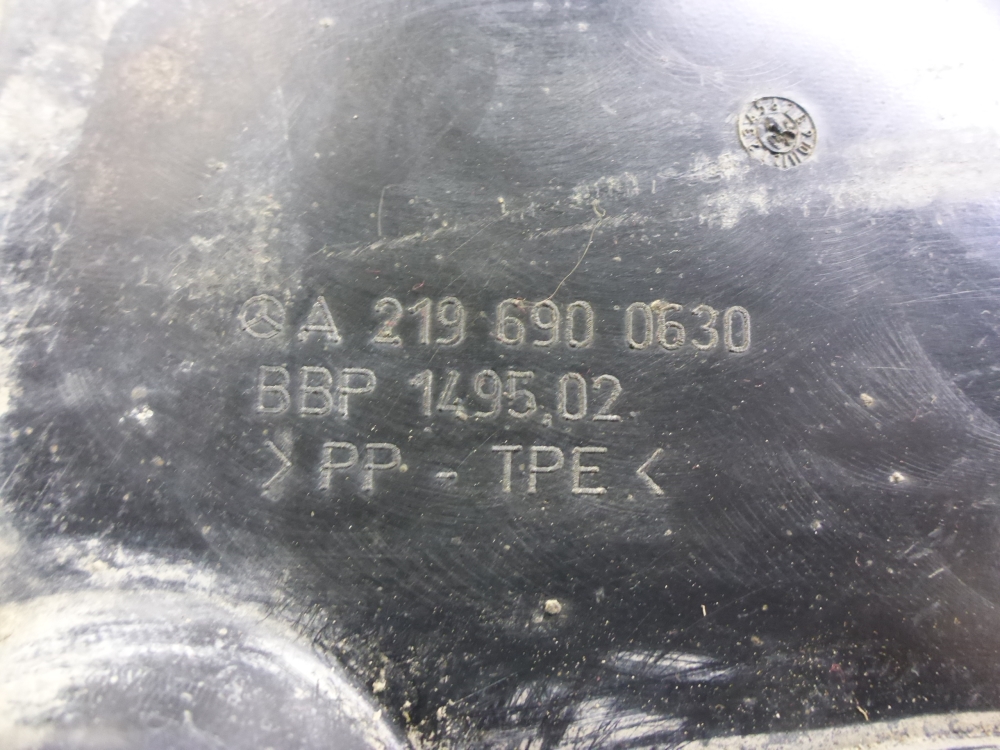 A 219 690 0630
BBP 1495,02
>PP - TPE<